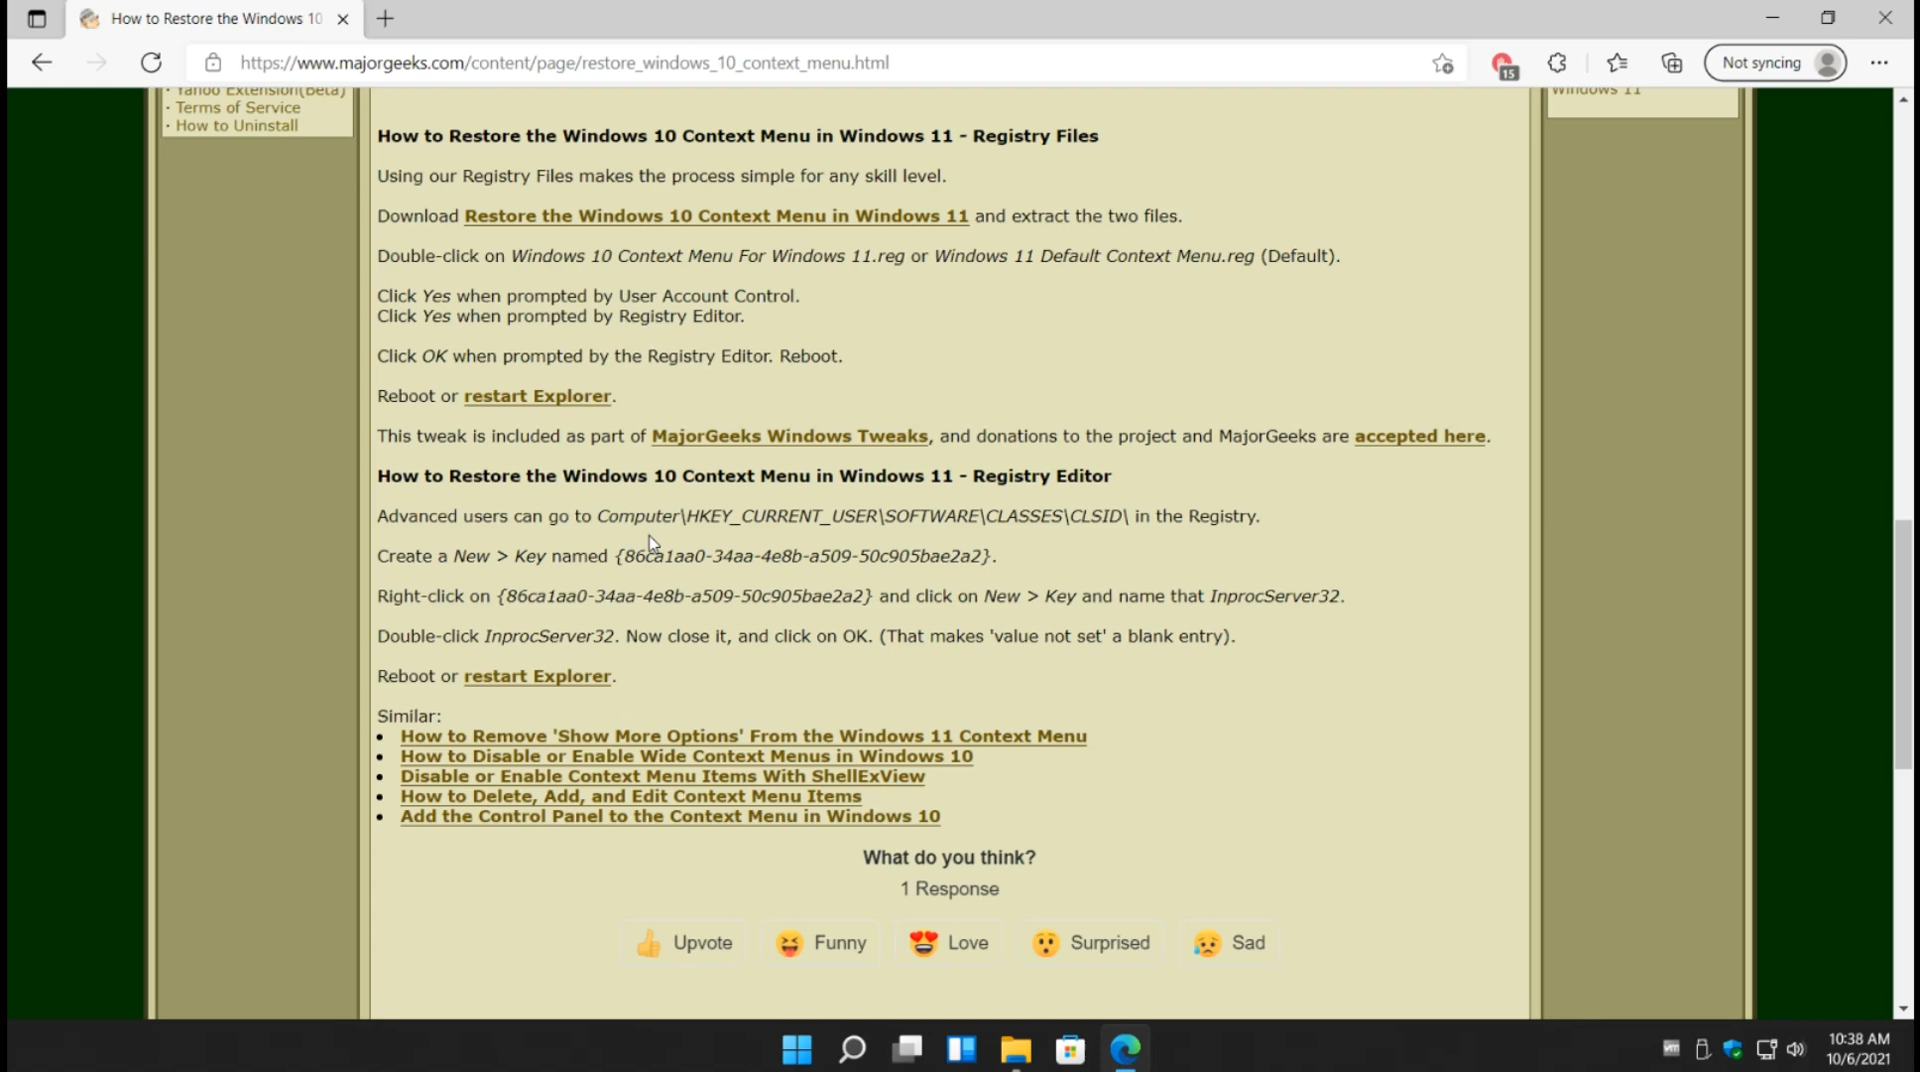 How to Restore the Windows 10
https://www.majorgeeks.com/content/page/restore_windows_10_context_menu.html
15
Not syncing
· Yahoo Extension(Beta)
· Terms of Service
· How to Uninstall
Windows 11
How to Restore the Windows 10 Context Menu in Windows 11 - Registry Files
Using our Registry Files makes the process simple for any skill level.
Download Restore the Windows 10 Context Menu in Windows 11 and extract the two files.
Double-click on Windows 10 Context Menu For Windows 11.reg or Windows 11 Default Context Menu.reg (Default).
Click Yes when prompted by User Account Control.
Click Yes when prompted by Registry Editor.
Click OK when prompted by the Registry Editor. Reboot.
Reboot or restart Explorer.
This tweak is included as part of MajorGeeks Windows Tweaks, and donations to the project and MajorGeeks are accepted here.
How to Restore the Windows 10 Context Menu in Windows 11 - Registry Editor
Advanced users can go to Computer\HKEY_CURRENT_USER\SOFTWARE\CLASSES\CLSID\ in the Registry.
Create a New > Key named {86ca1aa0-34aa-4e8b-a509-50c905bae2a2}.
Right-click on {86ca1aa0-34aa-4e8b-a509-50c905bae2a2} and click on New > Key and name that InprocServer32.
Double-click InprocServer32. Now close it, and click on OK. (That makes 'value not set' a blank entry).
Reboot or restart Explorer.
Similar:
• How to Remove 'Show More Options' From the Windows 11 Context Menu
• How to Disable or Enable Wide Context Menus in Windows 10
• Disable or Enable Context Menu Items With ShellExView
• How to Delete, Add, and Edit Context Menu Items
• Add the Control Panel to the Context Menu in Windows 10
What do you think?
1 Response
Upvote
Funny
Love
Surprised
Sad
vm
10:38 AM
10/6/2021